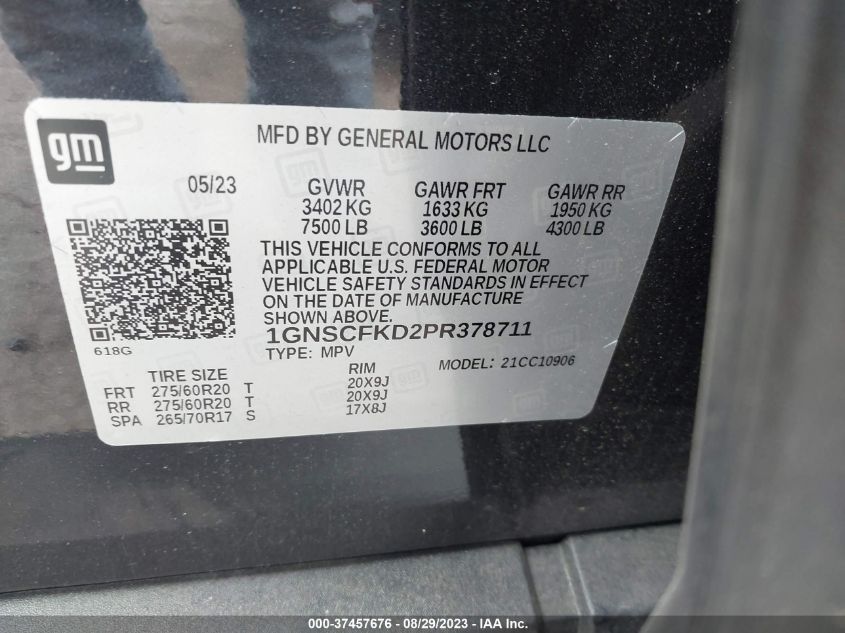 gm
MFD BY GENERAL MOTORS LLC
05/23 GVWR GAWR FRT GAWR RR
3402 KG 1633 KG 1950 KG
7500 LB 3600 LB 4300 LB
THIS VEHICLE CONFORMS TO ALL
APPLICABLE U.S. FEDERAL MOTOR
VEHICLE SAFETY STANDARDS IN EFFECT
ON THE DATE OF MANUFACTURE
SHOWN ABOVE.
1GNSCFKD2PR378711
618G
TYPE: MPV MODEL: 21CC10906
TIRE SIZE RIM
FRT 275/60R20 T 20X9J
RR 275/60R20 T 20X9J
SPA 265/70R17 S 17X8J
000-37457676 - 08/29/2023 - Copyright © 2023 - IAA Inc.